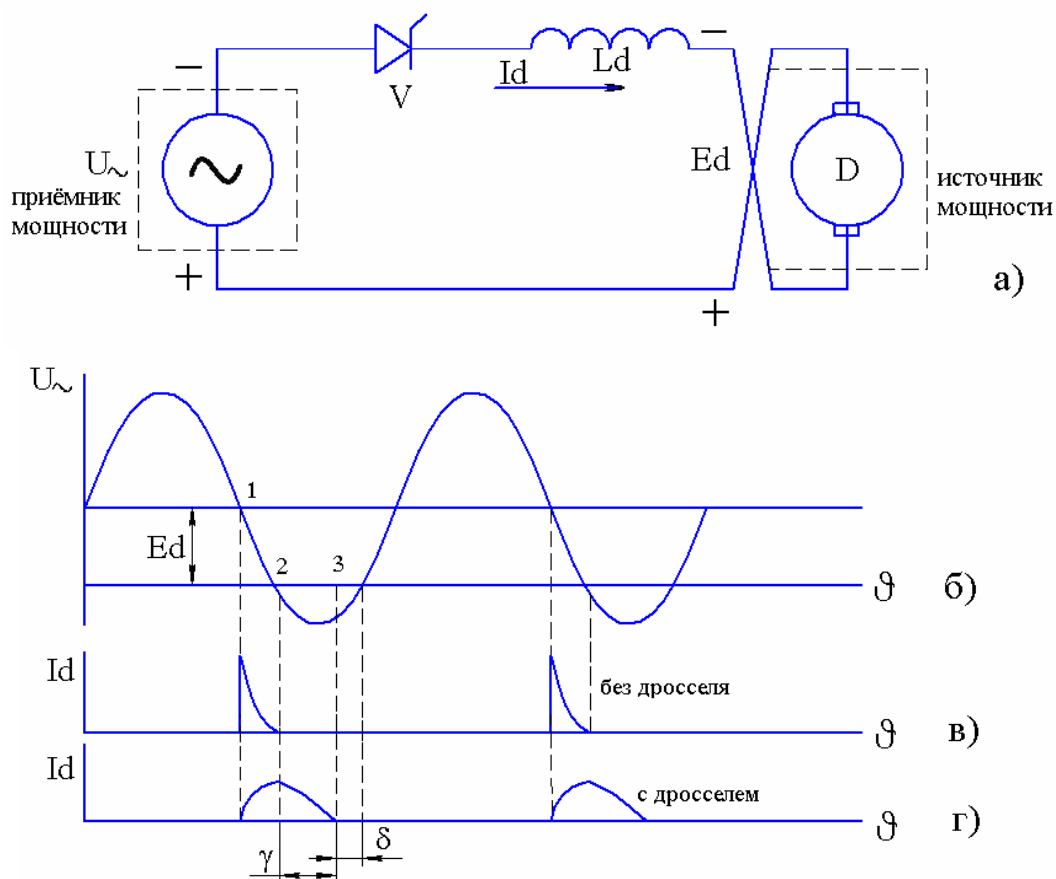 − V Id Ld −
U~
приёмник
мощности
+
Ed
D
источник
мощности
+
а)
U~
1
Ed
2 3
ϑ б)
Id
без дросселя
ϑ в)
Id
с дросселем
ϑ г)
γ δ